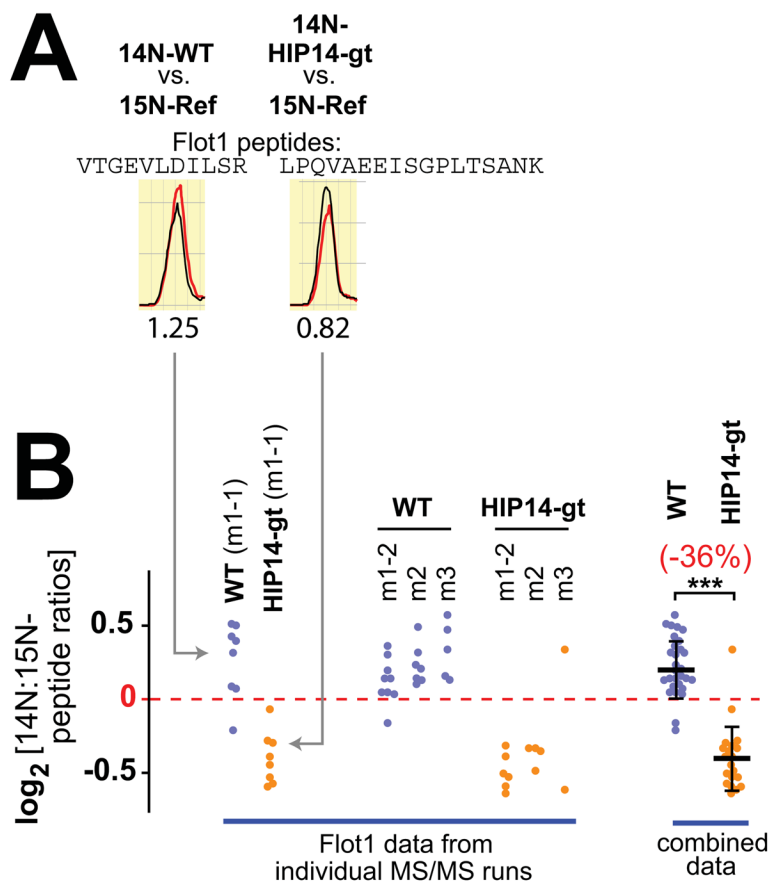 A
14N-WT
vs.
15N-Ref
14N-
HIP14-gt
vs.
15N-Ref
Flot1 peptides:
VTGEVLDILSR LPQVAEEISGPLTSANK
1.25 0.82
B
log2 [14N:15N-
peptide ratios]
0.5
0
-0.5
WT (m1-1)
HIP14-gt (m1-1)
WT
m1-2
m2
m3
HIP14-gt
m1-2
m2
m3
WT
HIP14-gt
(-36%)
***
Flot1 data from
individual MS/MS runs
combined
data